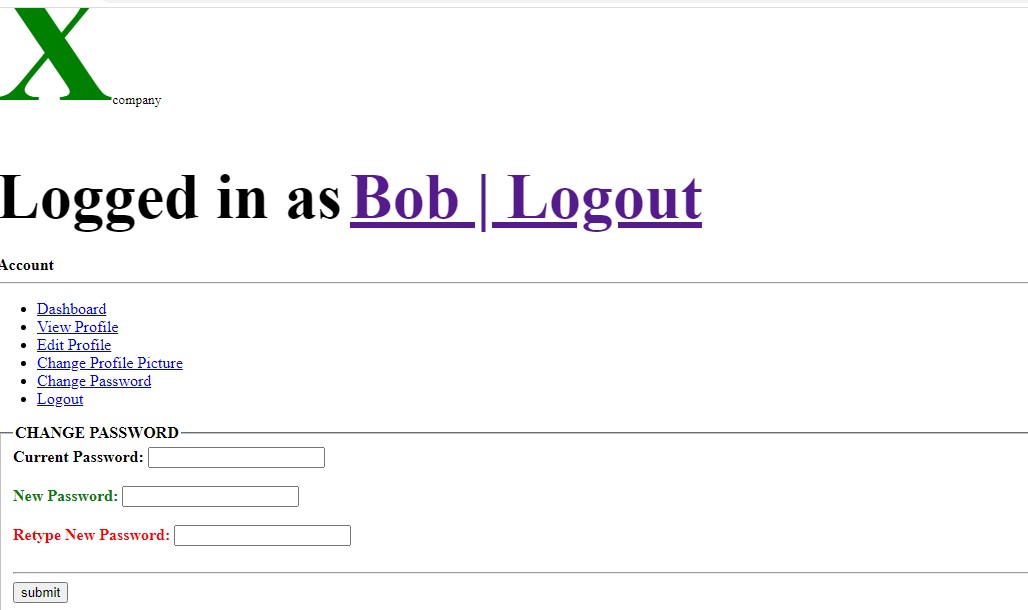 X company
Logged in as Bob | Logout
Account
Dashboard
View Profile
Edit Profile
Change Profile Picture
Change Password
Logout
CHANGE PASSWORD
Current Password:
New Password:
Retype New Password:
submit